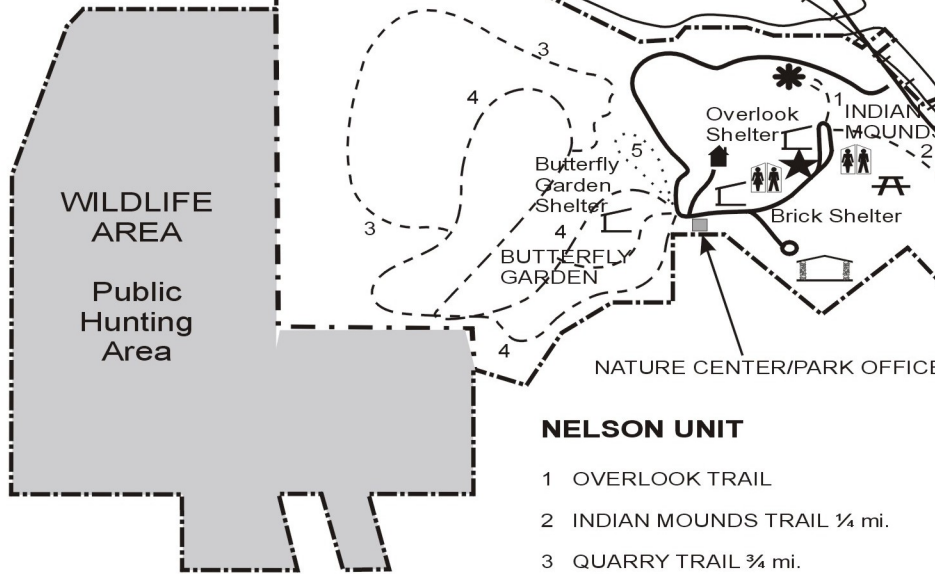 WILDLIFE
AREA
Public
Hunting
Area
3
4
3
5
Butterfly
Garden
Shelter
4
BUTTERFLY
GARDEN
4
Overlook
Shelter
1
INDIAN
MOUNDS
2
Brick Shelter
NATURE CENTER/PARK OFFICE
NELSON UNIT
1 OVERLOOK TRAIL
2 INDIAN MOUNDS TRAIL ¼ mi.
3 QUARRY TRAIL ¾ mi.